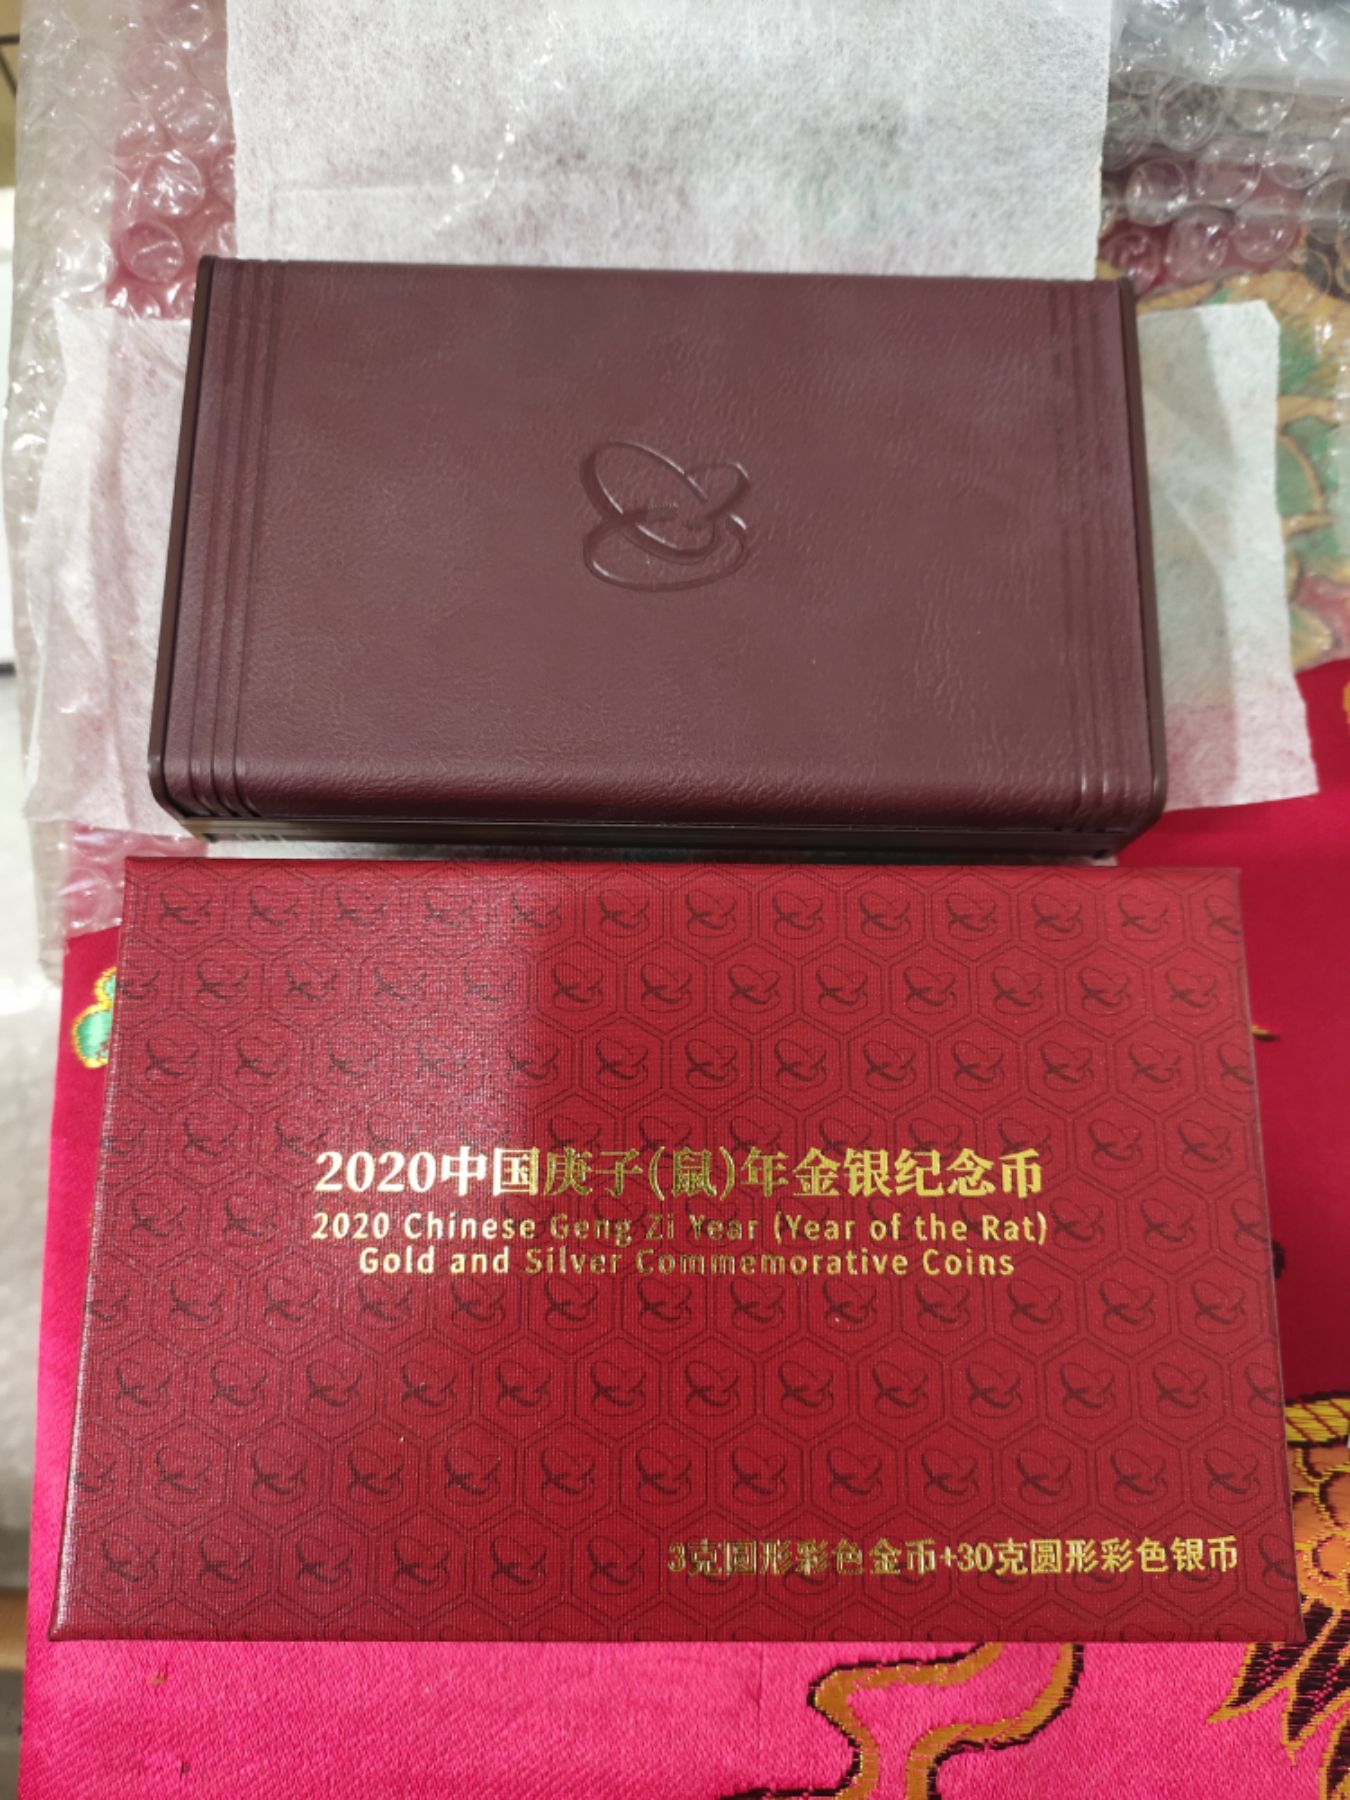 2020中国庚子(鼠)年金银纪念币
2020 Chinese Geng Zi Year (Year of the Rat)
Gold and Silver Commemorative Coins
3克圆形彩色金币+30克圆形彩色银币